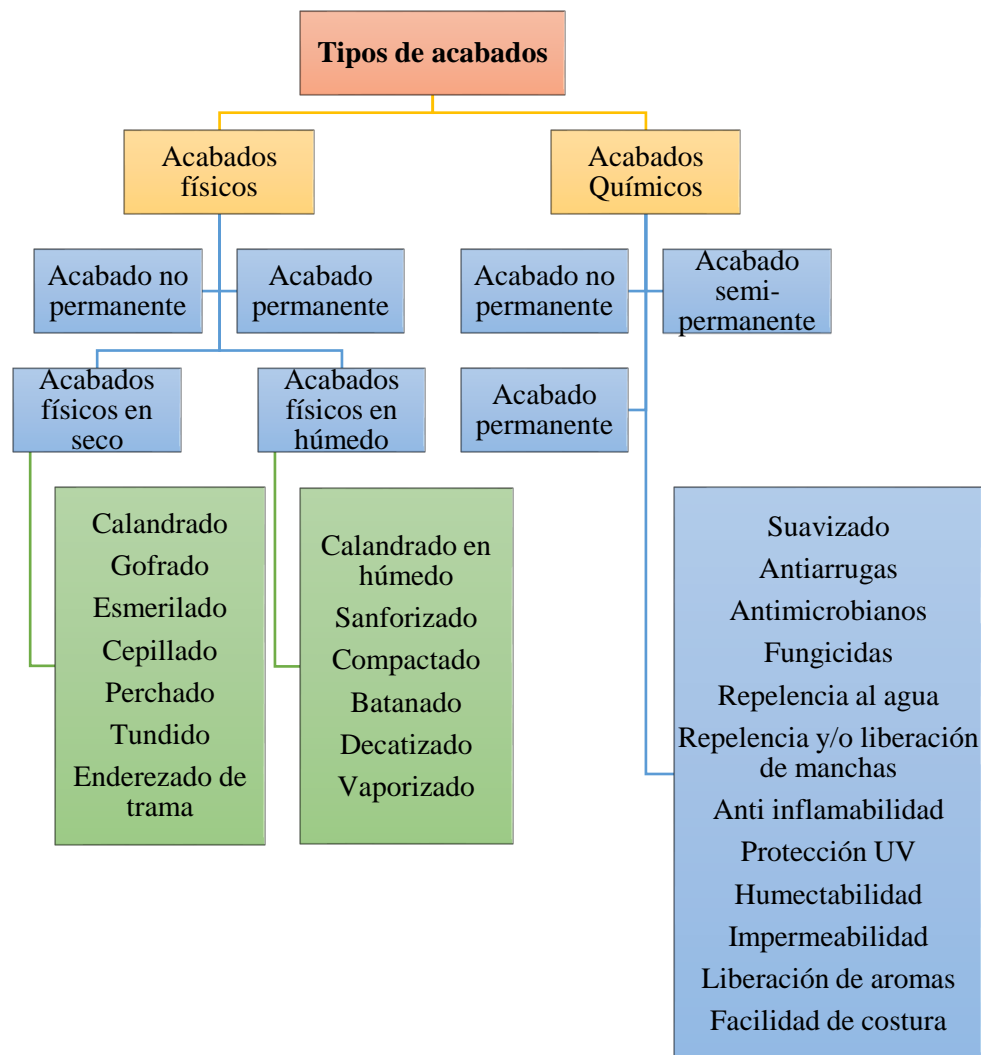 Tipos de acabados
Acabados
físicos
Acabados
Químicos
Acabado no
permanente
Acabado
permanente
Acabado no
permanente
Acabado
semi-
permanente
Acabados
físicos en
seco
Acabados
físicos en
húmedo
Acabado
permanente
Calandrado
Gofrado
Esmerilado
Cepillado
Perchado
Tundido
Enderezado de
trama
Calandrado en
húmedo
Sanforizado
Compactado
Batanado
Decatizado
Vaporizado
Suavizado
Antiarrugas
Antimicrobianos
Fungicidas
Repelencia al agua
Repelencia y/o liberación
de manchas
Anti inflamabilidad
Protección UV
Humectabilidad
Impermeabilidad
Liberación de aromas
Facilidad de costura